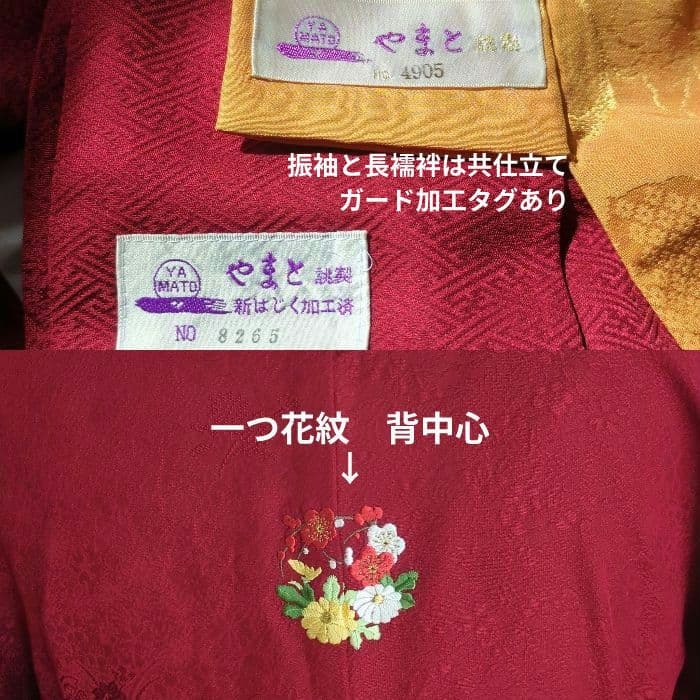 YA
MATO
やまと 謹製
no 4905
振袖と長襦袢は共仕立て
ガード加工タグあり
YA
MATO
やまと 謹製
新はじく加工済
NO 8265
一つ花紋 背中心
↓